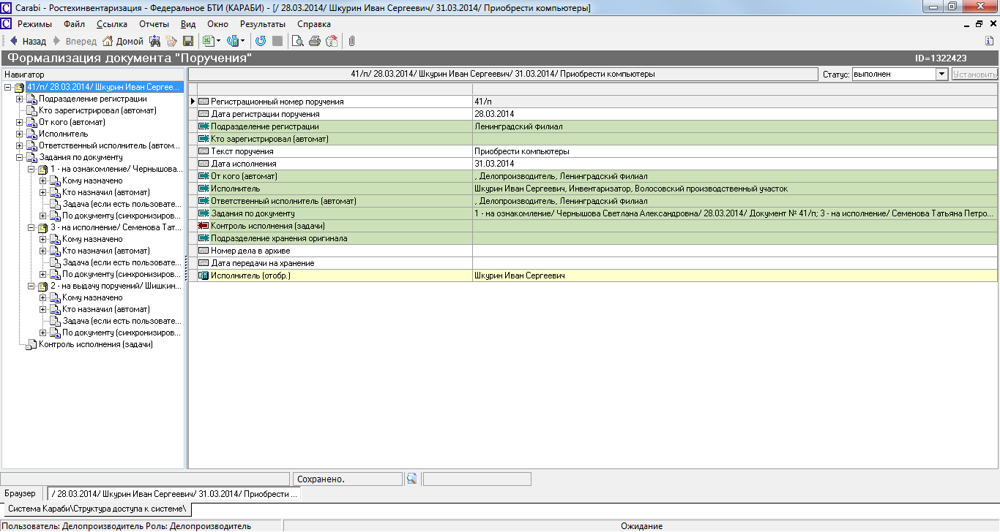 Carabi - Ростехинвентаризация - Федеральное БТИ (КАРАБИ) - [/ 28.03.2014/ Шкурин Иван Сергеевич/ 31.03.2014/ Приобрести компьютеры]
Режимы Файл Ссылка Отчеты Вид Окно Результаты Справка
Назад Вперед Домой
Формализация документа "Поручения" ID=1322423
Навигатор
41/п/ 28.03.2014/ Шкурин Иван Сергеевич/ 31.03.2014/ Приобрести компьютеры Статус: выполнен Установить
41/п/ 28.03.2014/ Шкурин Иван Сергее...
Подразделение регистрации
Кто зарегистрировал (автомат)
От кого (автомат)
Исполнитель
Ответственный исполнитель (автом...
Задания по документу
1 - на ознакомление/ Чернышова...
Кому назначено
Кто назначил (автомат)
Задача (если есть пользовате...
По документу (синхронизиров...
3 - на исполнение/ Семенова Тат...
Кому назначено
Кто назначил (автомат)
Задача (если есть пользовате...
По документу (синхронизиров...
2 - на выдачу поручений/ Шишкин...
Кому назначено
Кто назначил (автомат)
Задача (если есть пользовате...
По документу (синхронизиров...
Контроль исполнения (задачи)
Регистрационный номер поручения 41/п
Дата регистрации поручения 28.03.2014
Подразделение регистрации Ленинградский филиал
Кто зарегистрировал (автомат)
Текст поручения Приобрести компьютеры
Дата исполнения 31.03.2014
От кого (автомат) , Делопроизводитель, Ленинградский филиал
Исполнитель Шкурин Иван Сергеевич, Инвентаризатор, Волосовский производственный участок
Ответственный исполнитель (автомат) , Делопроизводитель, Ленинградский филиал
Задания по документу 1 - на ознакомление/ Чернышова Светлана Александровна/ 28.03.2014/ Документ № 41/п; 3 - на исполнение/ Семенова Татьяна Петро...
Контроль исполнения (задачи)
Подразделение хранения оригинала
Номер дела в архиве
Дата передачи на хранение
Исполнитель (отобр.) Шкурин Иван Сергеевич
Сохранено.
Браузер / 28.03.2014/ Шкурин Иван Сергеевич/ 31.03.2014/ Приобрести ...
Система Караби\Структура доступа к системе\
Пользователь: Делопроизводитель Роль: Делопроизводитель Ожидание